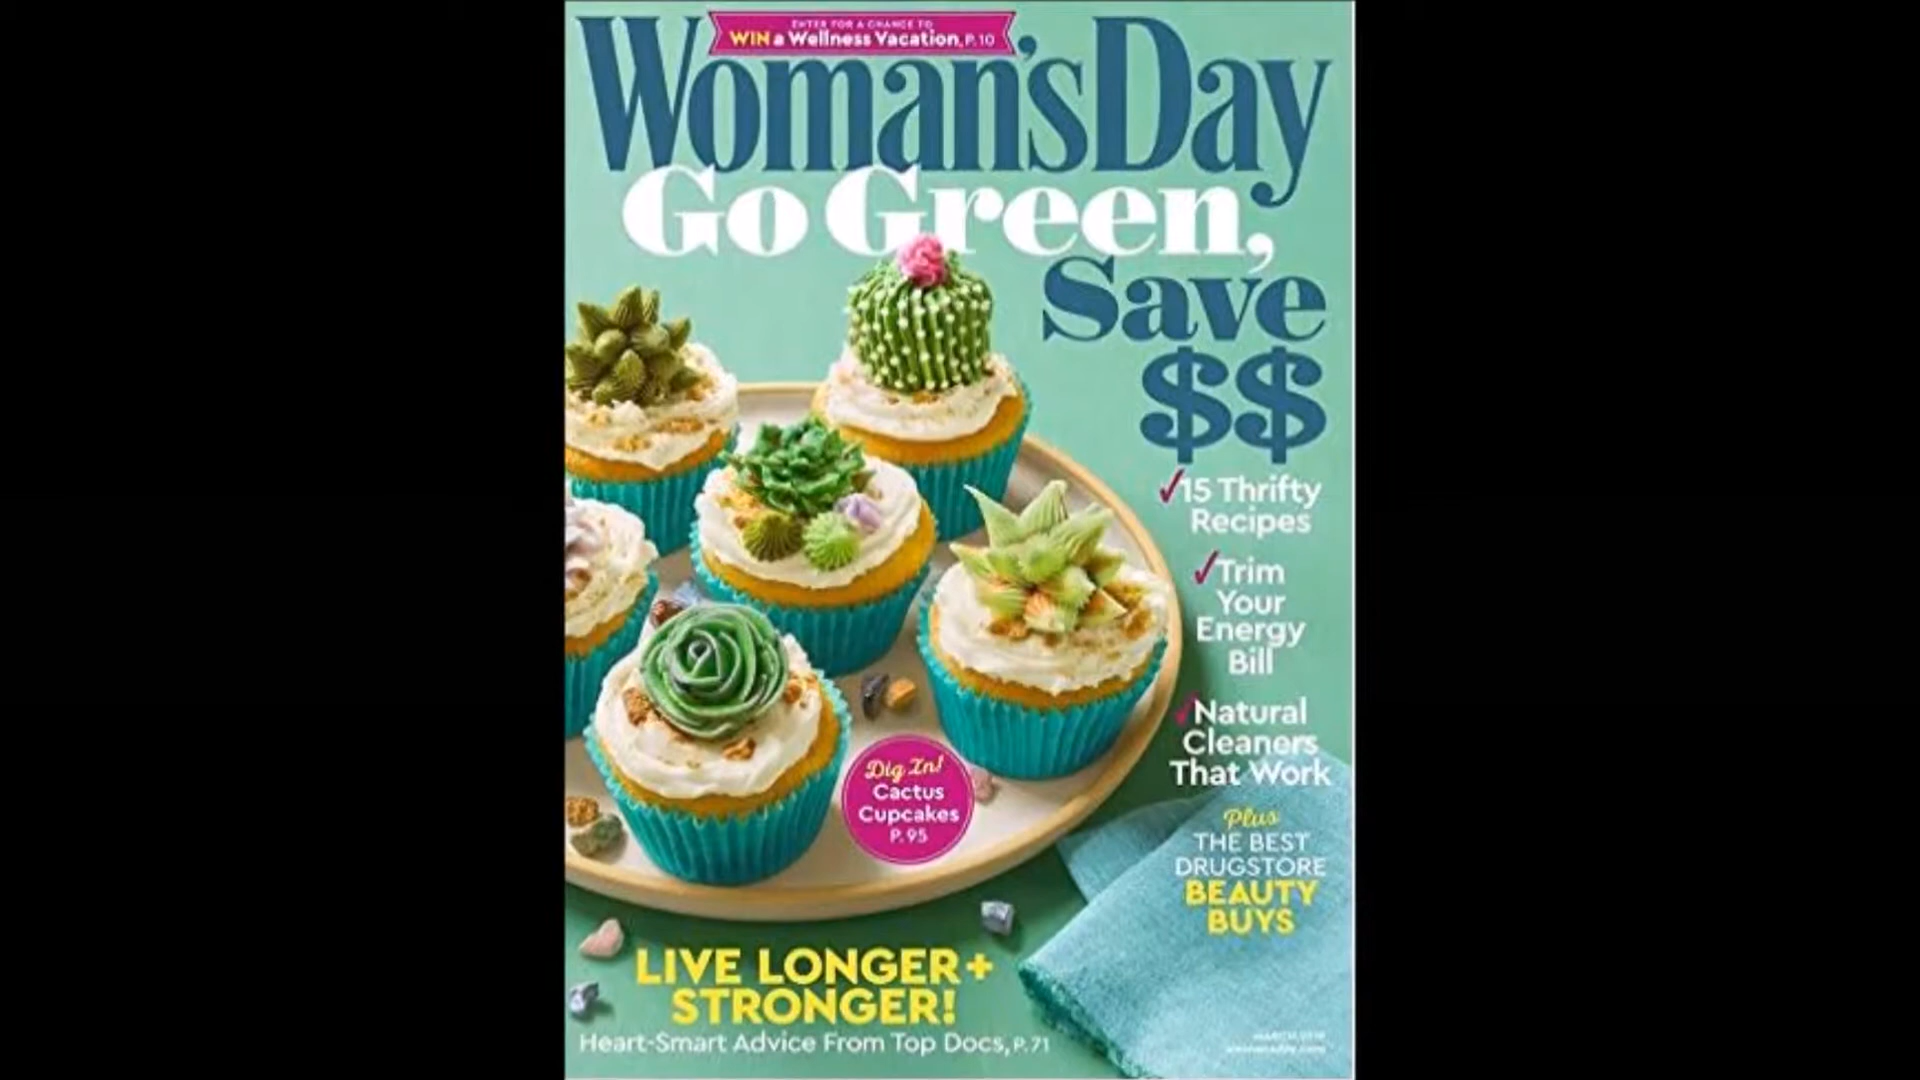 ENTER FOR A CHANCE TO
WIN a Wellness Vacation, P.10
Woman's Day
Go Green,
Save
$$
✓15 Thrifty
Recipes
✓Trim
Your
Energy
Bill
✓Natural
Cleaners
That Work
Plus
THE BEST
DRUGSTORE
BEAUTY
BUYS
Dig In!
Cactus
Cupcakes
P. 95
LIVE LONGER +
STRONGER!
Heart-Smart Advice From Top Docs, P. 71